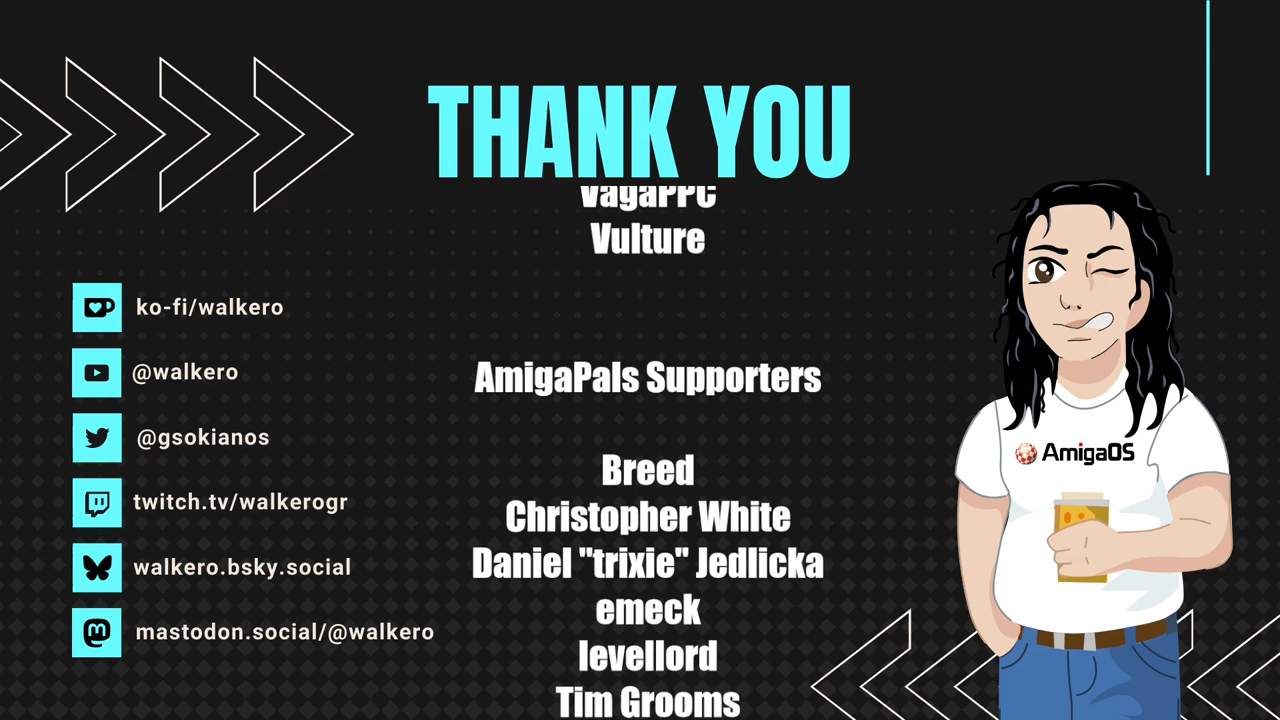 THANK YOU
VagaPPC
Vulture
ko-fi/walkero
@walkero
@gsokianos
twitch.tv/walkerogr
walkero.bsky.social
mastodon.social/@walkero
AmigaPals Supporters
Breed
Christopher White
Daniel "trixie" Jedlicka
emeck
levellord
Tim Grooms
AmigaOS